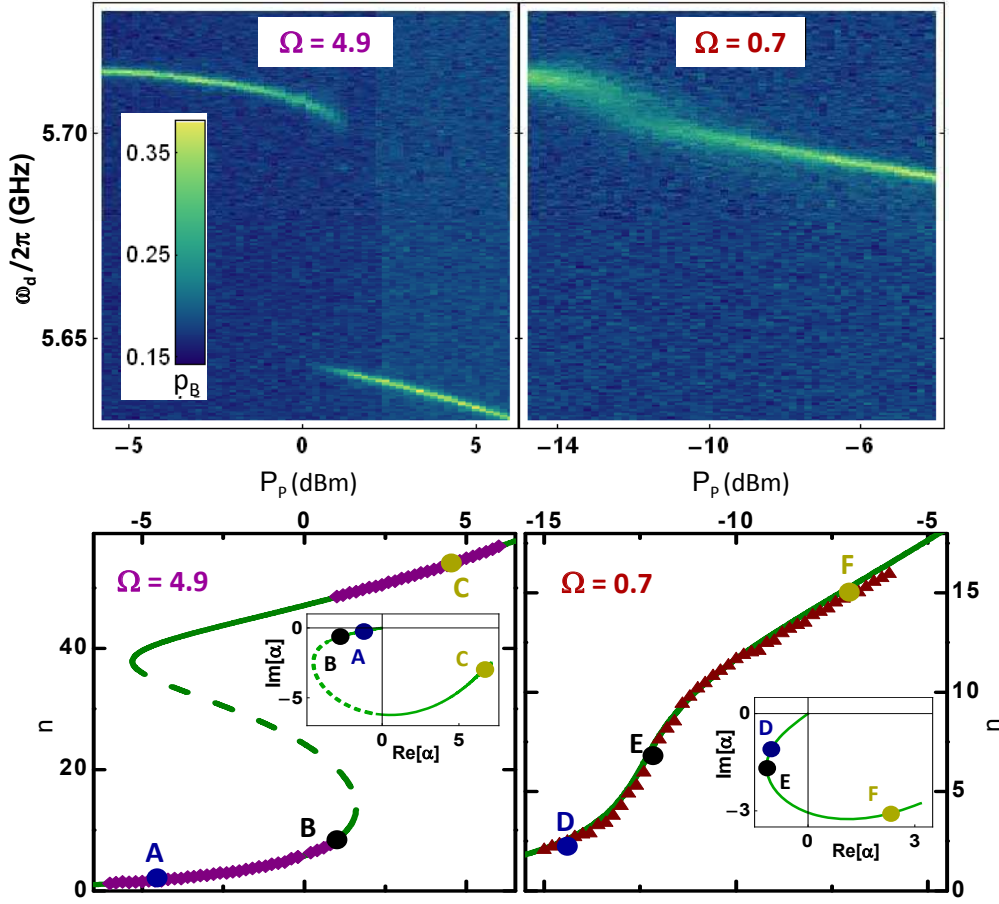 Ω = 4.9
Ω = 0.7
ω_d/2π (GHz)
5.70
5.65
0.35
0.25
0.15
p_B
−5 0 5
−14 −10 −6
P_P (dBm)
P_P (dBm)
-5 0 5
-15 -10 -5
Ω = 4.9
Ω = 0.7
n
40
20
0
A
B
C
0
−5
Im[α]
0 5
Re[α]
B
A
C
n
15
10
5
0
D
E
F
0
−3
Im[α]
0 3
Re[α]
D
E
F